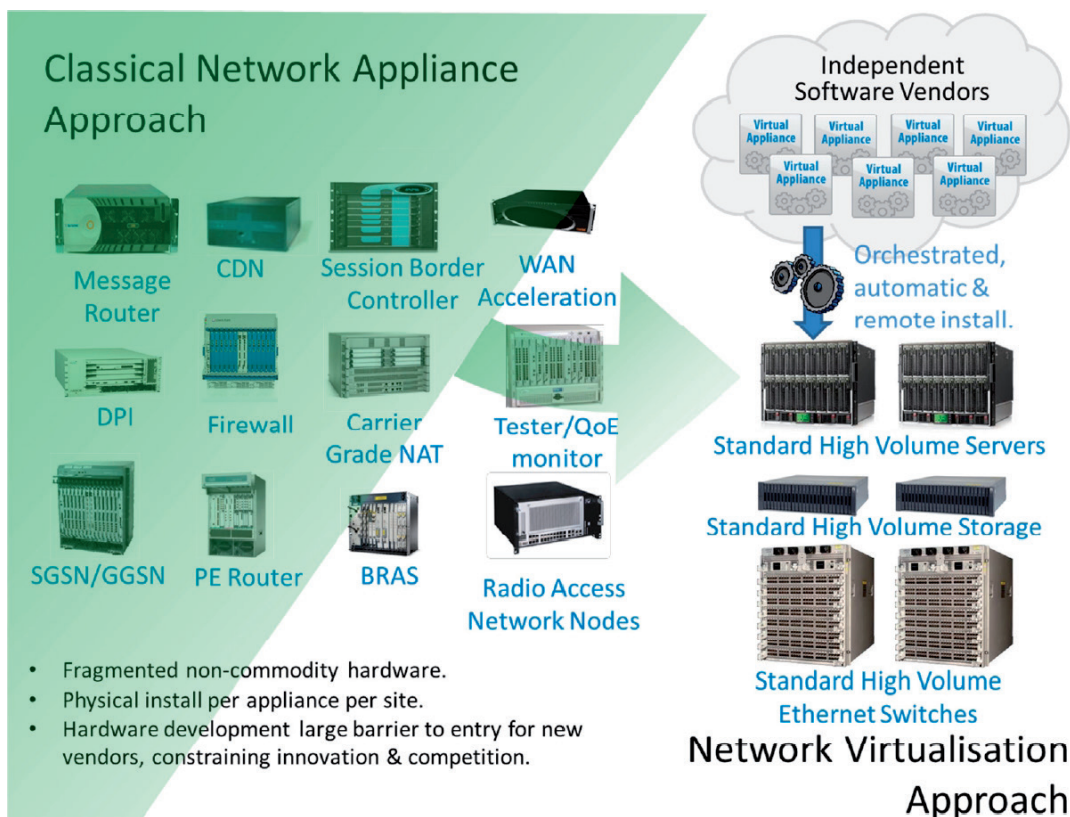 Classical Network Appliance
Approach
Message
Router
CDN
Session Border
Controller
WAN
Acceleration
DPI
Firewall
Carrier
Grade NAT
Tester/QoE
monitor
SGSN/GGSN
PE Router
BRAS
Radio Access
Network Nodes
• Fragmented non-commodity hardware.
• Physical install per appliance per site.
• Hardware development large barrier to entry for new
vendors, constraining innovation & competition.
Independent
Software Vendors
Virtual
Appliance
Virtual
Appliance
Virtual
Appliance
Virtual
Appliance
Virtual
Appliance
Virtual
Appliance
Virtual
Appliance
Orchestrated,
automatic &
remote install.
Standard High Volume Servers
Standard High Volume Storage
Standard High Volume
Ethernet Switches
Network Virtualisation
Approach